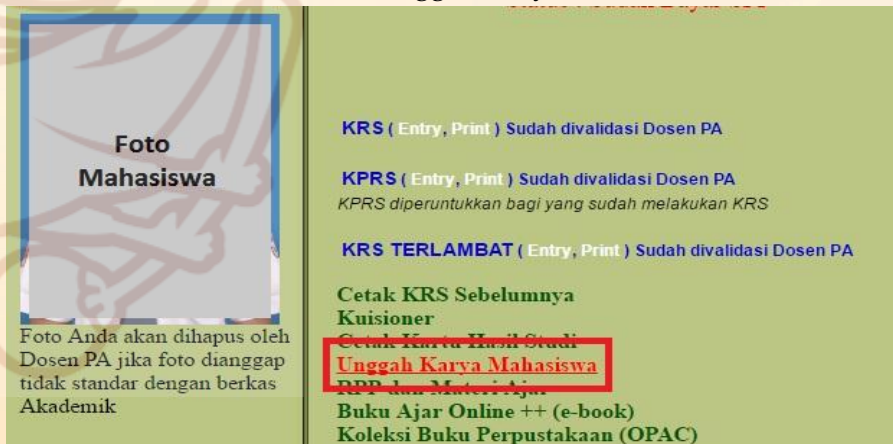 Foto
Mahasiswa
Foto Anda akan dihapus oleh
Dosen PA jika foto dianggap
tidak standar dengan berkas
Akademik
KRS ( Entry, Print ) Sudah divalidasi Dosen PA
KPRS ( Entry, Print ) Sudah divalidasi Dosen PA
KPRS diperuntukkan bagi yang sudah melakukan KRS
KRS TERLAMBAT ( Entry, Print ) Sudah divalidasi Dosen PA
Cetak KRS Sebelumnya
Kuisioner
Cetak Kartu Hasil Studi
Unggah Karya Mahasiswa
RPP dan Materi Ajar
Buku Ajar Online ++ (e-book)
Koleksi Buku Perpustakaan (OPAC)